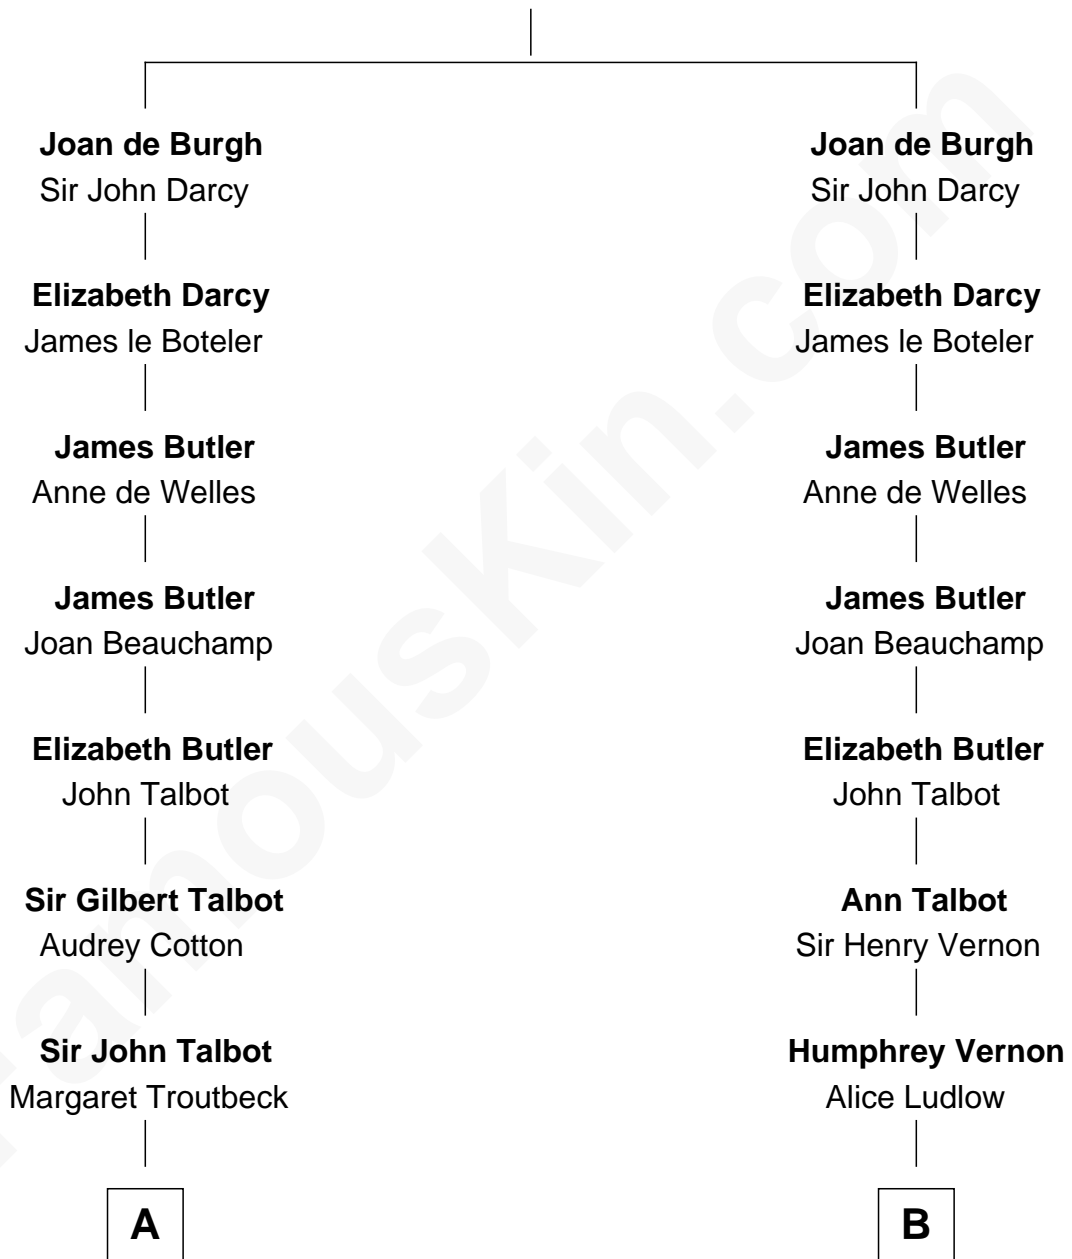 Joan de Burgh
Sir John Darcy
Elizabeth Darcy
James le Boteler
James Butler
Anne de Welles
James Butler
Joan Beauchamp
Elizabeth Butler
John Talbot
Sir Gilbert Talbot
Audrey Cotton
Sir John Talbot
Margaret Troutbeck
A
Joan de Burgh
Sir John Darcy
Elizabeth Darcy
James le Boteler
James Butler
Anne de Welles
James Butler
Joan Beauchamp
Elizabeth Butler
John Talbot
Ann Talbot
Sir Henry Vernon
Humphrey Vernon
Alice Ludlow
B
FamousKin.com